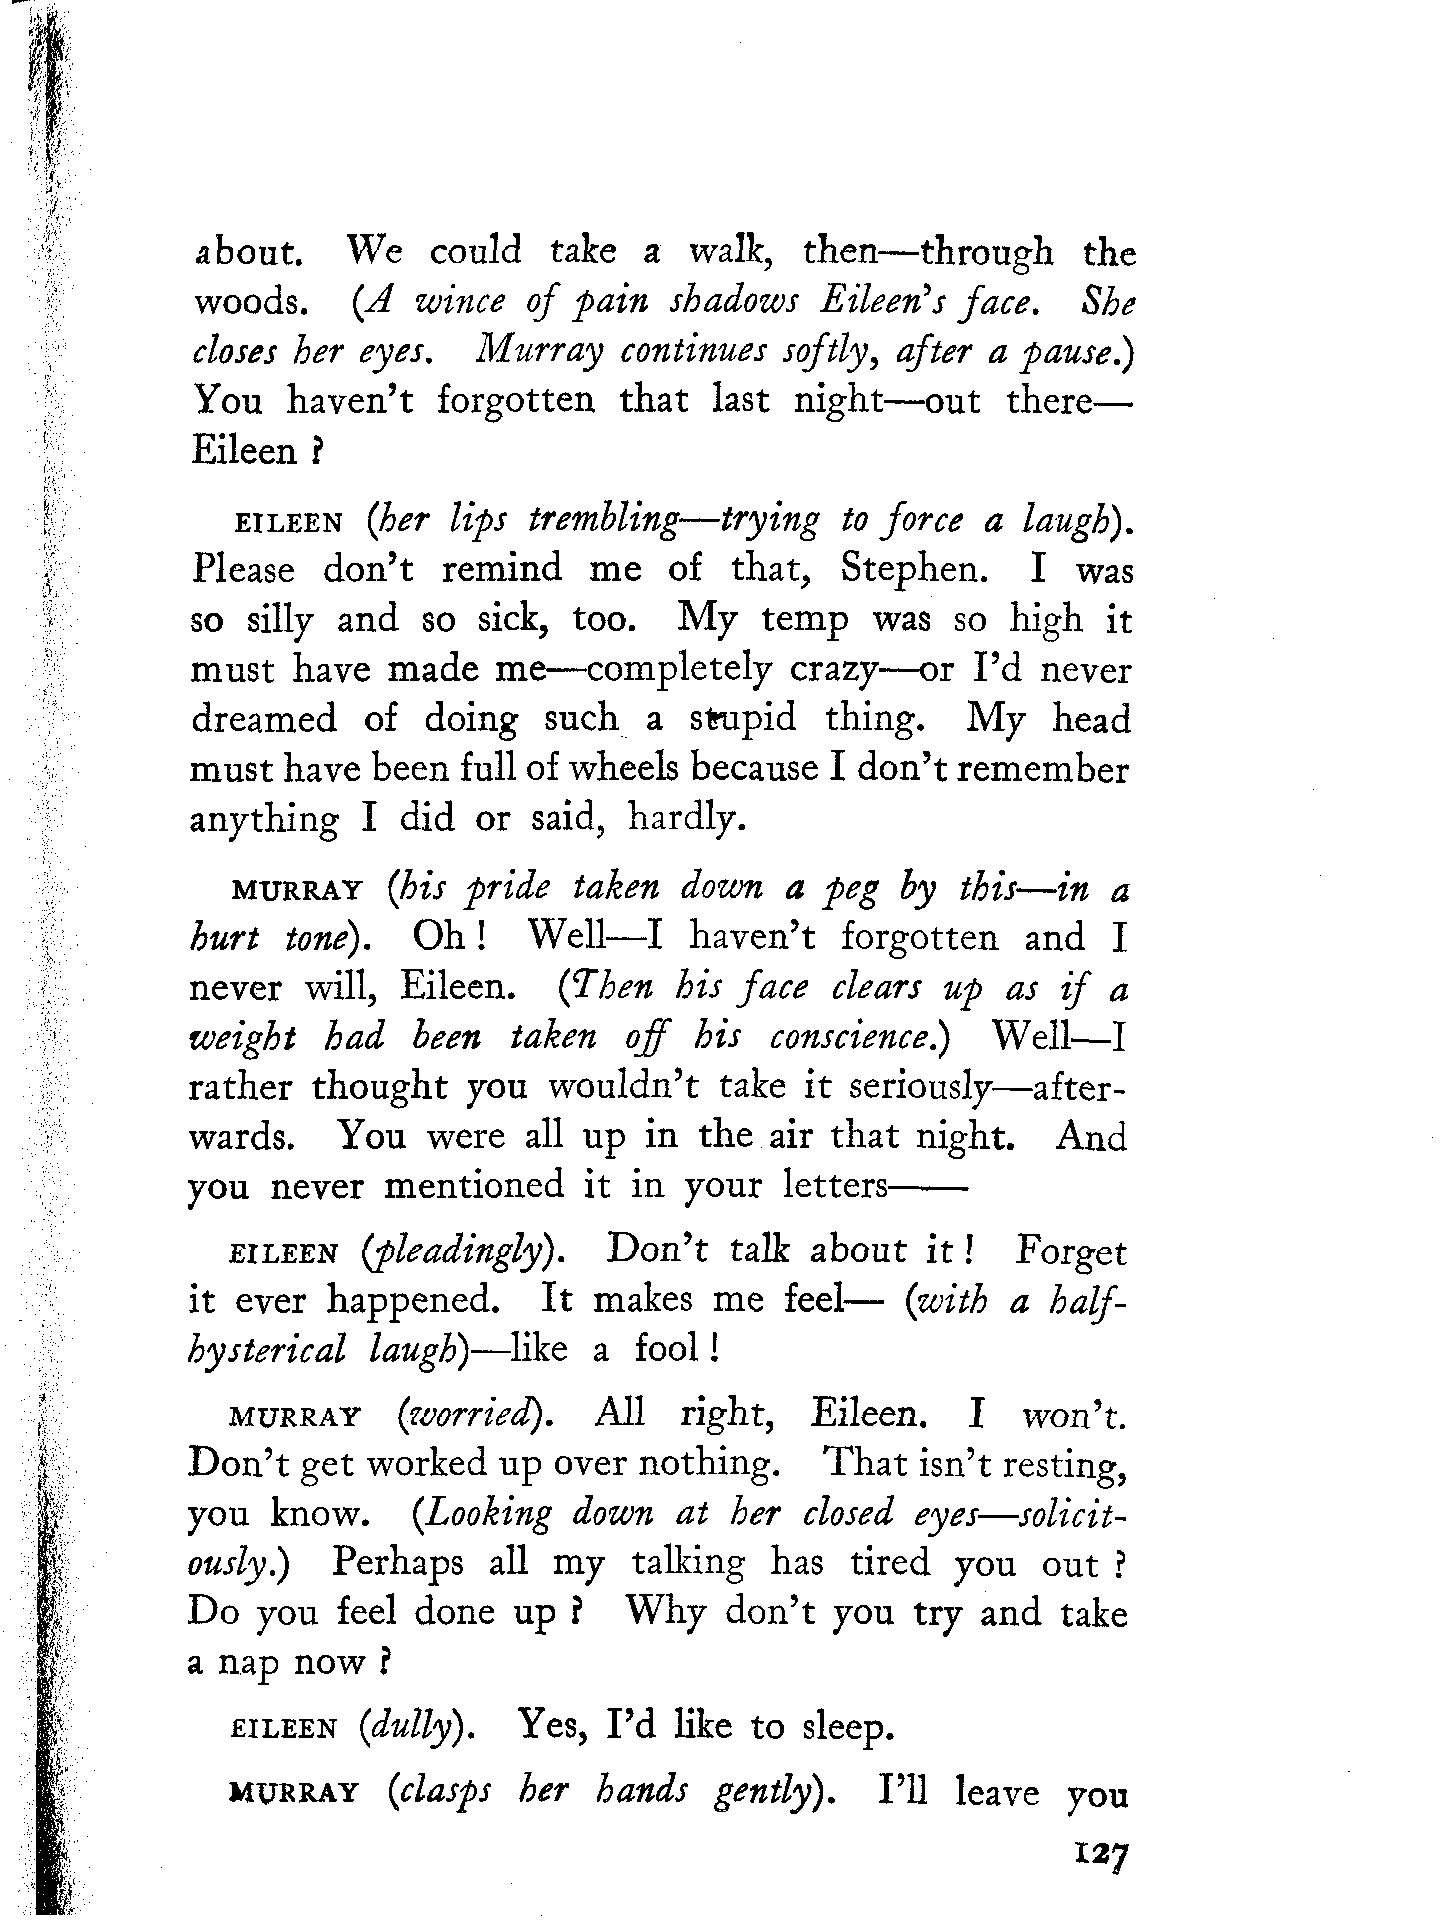 about. We could take a walk, then—through the
woods. (A wince of pain shadows Eileen's face. She
closes her eyes. Murray continues softly, after a pause.)
You haven't forgotten that last night—out there—
Eileen ?
EILEEN (her lips trembling—trying to force a laugh).
Please don't remind me of that, Stephen. I was
so silly and so sick, too. My temp was so high it
must have made me—completely crazy—or I'd never
dreamed of doing such a stupid thing. My head
must have been full of wheels because I don't remember
anything I did or said, hardly.
MURRAY (his pride taken down a peg by this—in a
hurt tone). Oh ! Well—I haven't forgotten and I
never will, Eileen. (Then his face clears up as if a
weight had been taken off his conscience.) Well—I
rather thought you wouldn't take it seriously—after-
wards. You were all up in the air that night. And
you never mentioned it in your letters——
EILEEN (pleadingly). Don't talk about it ! Forget
it ever happened. It makes me feel— (with a half-
hysterical laugh)—like a fool !
MURRAY (worried). All right, Eileen. I won't.
Don't get worked up over nothing. That isn't resting,
you know. (Looking down at her closed eyes—solicit-
ously.) Perhaps all my talking has tired you out ?
Do you feel done up ? Why don't you try and take
a nap now ?
EILEEN (dully). Yes, I'd like to sleep.
MURRAY (clasps her hands gently). I'll leave you
127